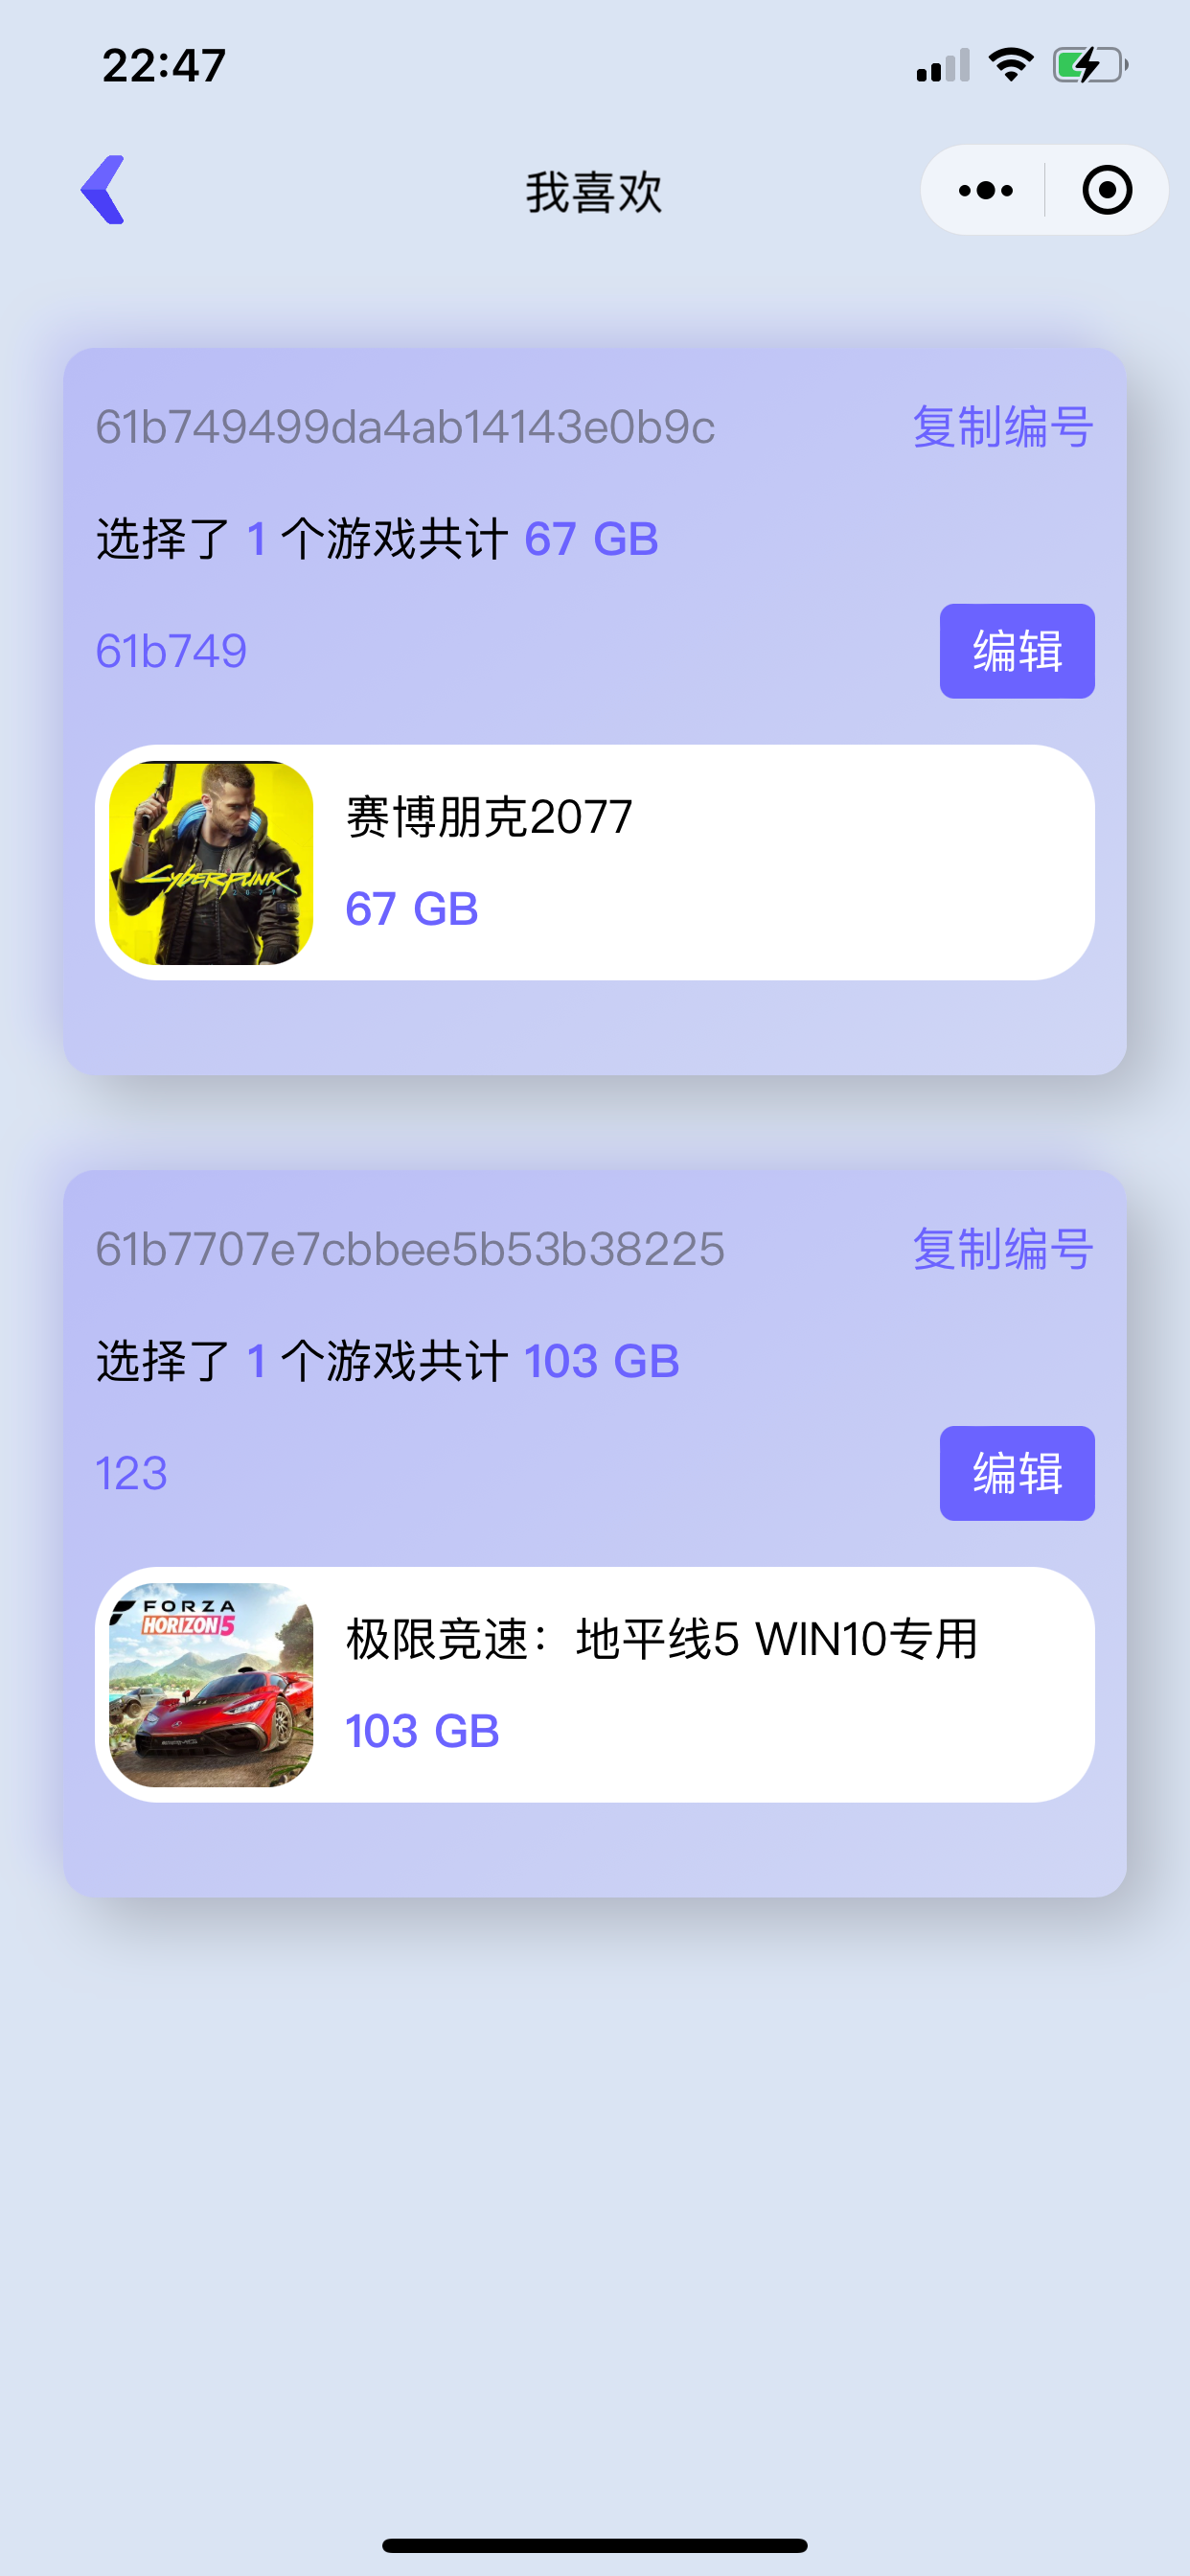 22:47
我喜欢
61b749499da4ab14143e0b9c 复制编号
选择了 1 个游戏共计 67 GB
61b749 编辑
CYBERPUNK
2077
赛博朋克2077
67 GB
61b7707e7cbbee5b53b38225 复制编号
选择了 1 个游戏共计 103 GB
123 编辑
FORZA
HORIZON 5
极限竞速：地平线5 WIN10专用
103 GB